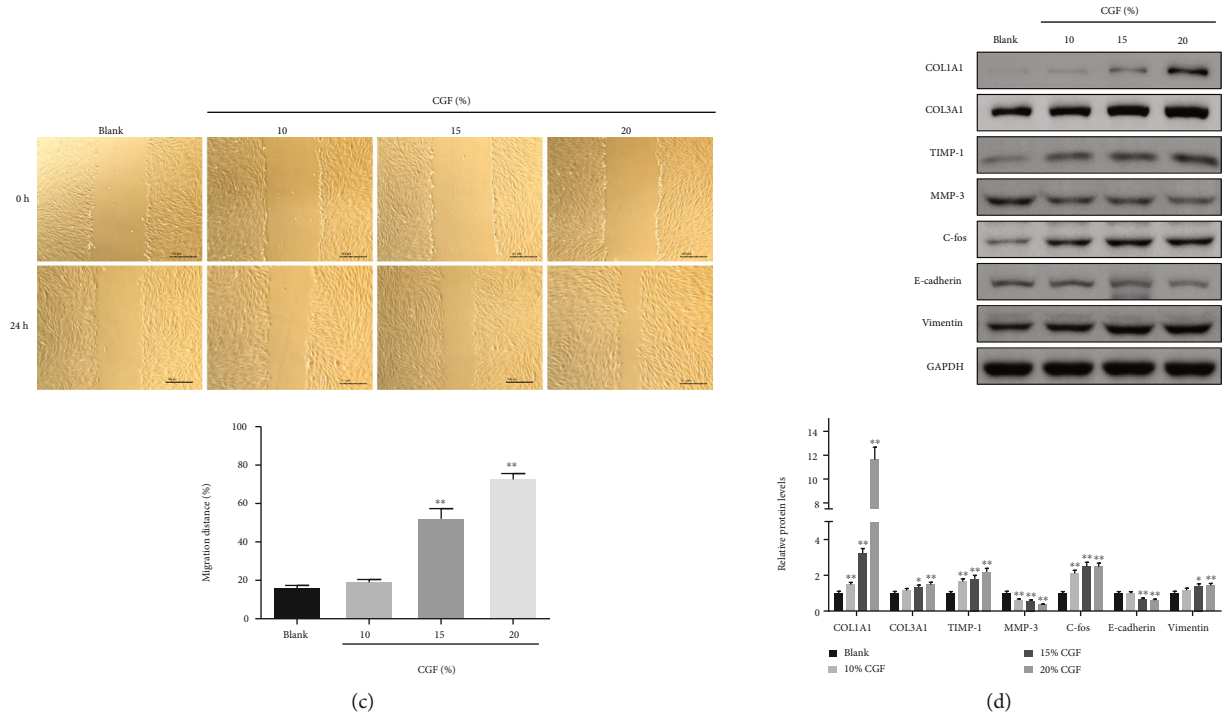 CGF (%)
Blank 10 15 20
0 h
24 h
Migration distance (%)
100
80
60
40
20
0
**
**
Blank 10 15 20
CGF (%)
(c)
CGF (%)
Blank 10 15 20
COL1A1
COL3A1
TIMP-1
MMP-3
C-fos
E-cadherin
Vimentin
GAPDH
Relative protein levels
14
12
10
8
4
2
0
** ** **
* **
** ** **
** ** **
** ** **
** **
* **
COL1A1 COL3A1 TIMP-1 MMP-3 C-fos E-cadherin Vimentin
Blank 15% CGF
10% CGF 20% CGF
(d)